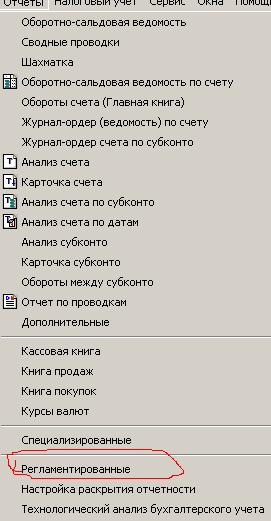 Отчеты Налоговый учет Сервис Окна
Оборотно-сальдовая ведомость
Сводные проводки
Шахматка
Оборотно-сальдовая ведомость по счету
Обороты счета (Главная книга)
Журнал-ордер (ведомость) по счету
Журнал-ордер счета по субконто
Анализ счета
Карточка счета
Анализ счета по субконто
Анализ счета по датам
Анализ субконто
Карточка субконто
Обороты между субконто
Отчет по проводкам
Дополнительные
Кассовая книга
Книга продаж
Книга покупок
Курсы валют
Специализированные
Регламентированные
Настройка раскрытия отчетности
Технологический анализ бухгалтерского учета